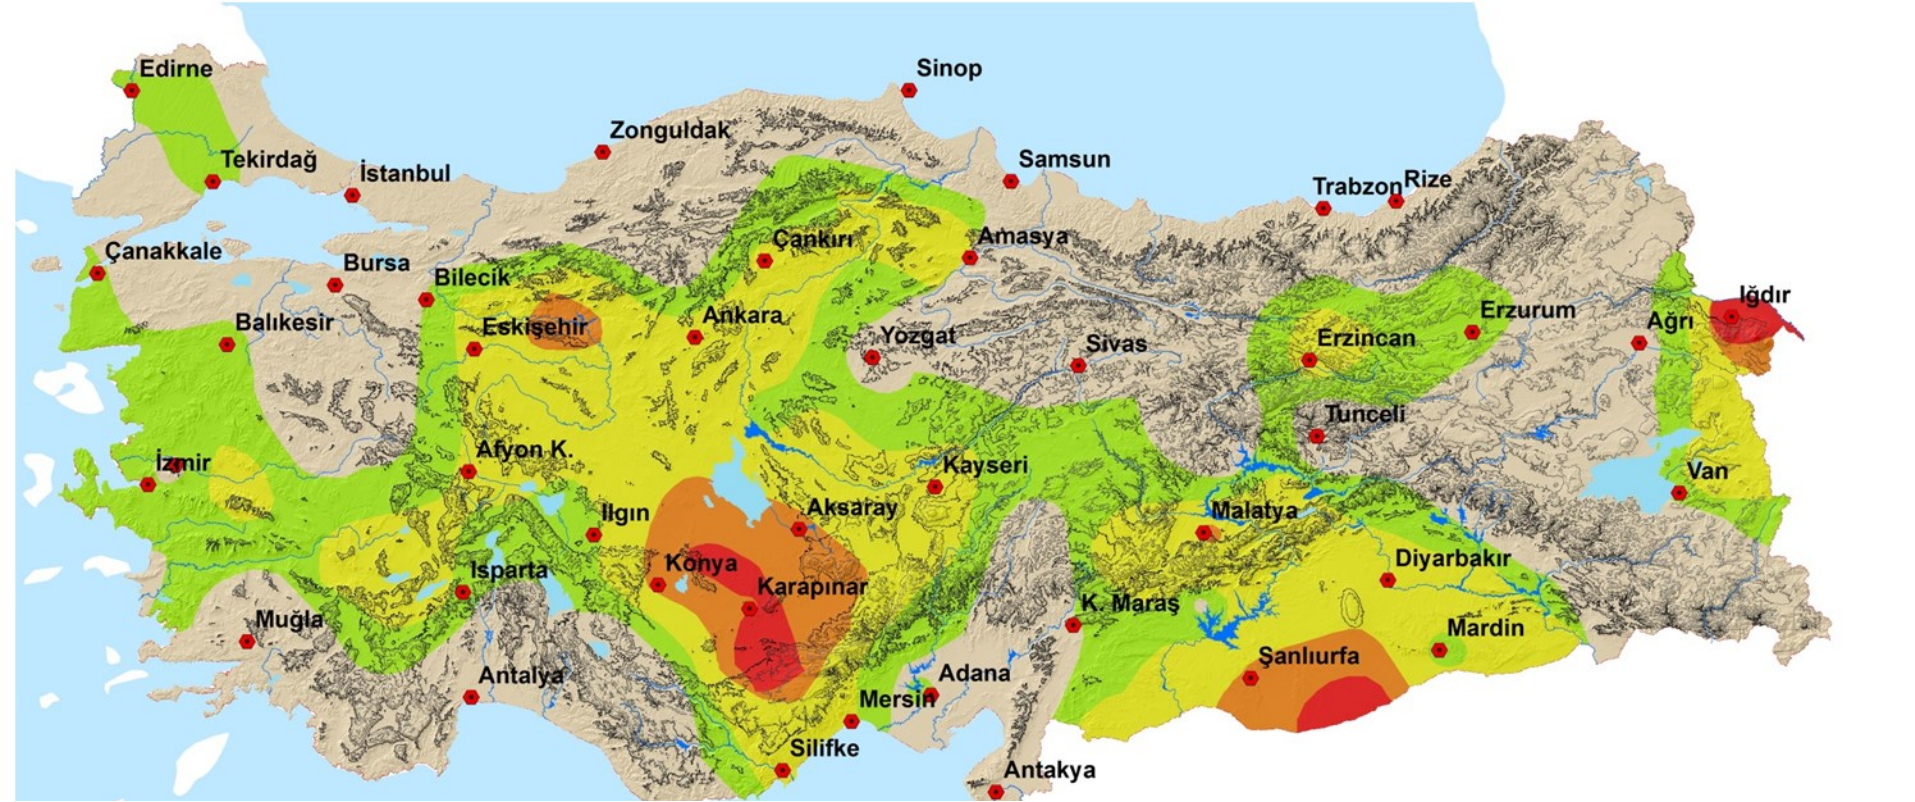 Edirne
Sinop
Zonguldak
Tekirdağ
İstanbul
Samsun
Trabzon
Rize
Çanakkale
Bursa
Bilecik
Çankırı
Amasya
Iğdır
Balıkesir
Eskişehir
Ankara
Yozgat
Sivas
Erzincan
Erzurum
Ağrı
Tunceli
İzmir
Afyon K.
Kayseri
Van
Ilgın
Aksaray
Malatya
Isparta
Konya
Karapınar
Diyarbakır
Muğla
K. Maraş
Mardin
Şanlıurfa
Antalya
Adana
Mersin
Silifke
Antakya